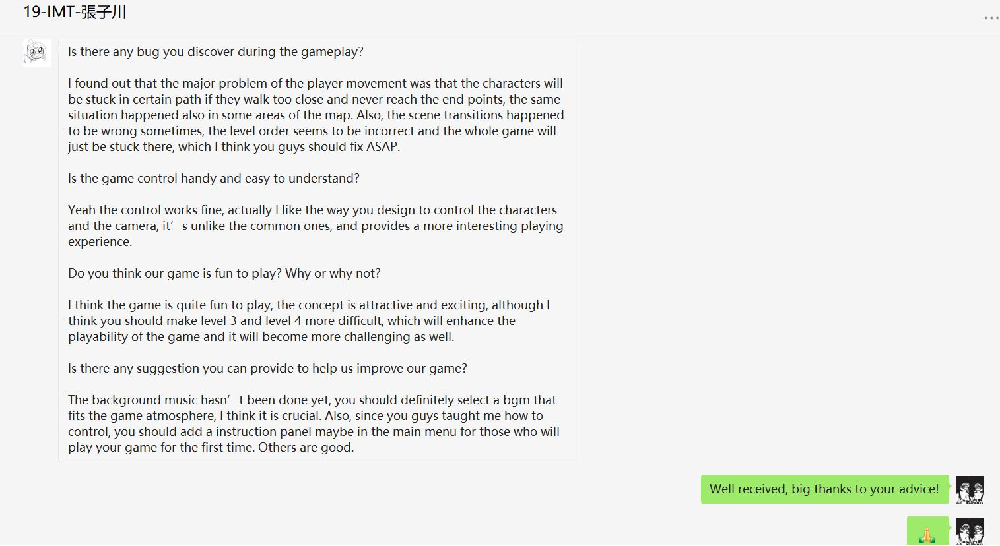 19-IMT-張子川
Is there any bug you discover during the gameplay?
I found out that the major problem of the player movement was that the characters will
be stuck in certain path if they walk too close and never reach the end points, the same
situation happened also in some areas of the map. Also, the scene transitions happened
to be wrong sometimes, the level order seems to be incorrect and the whole game will
just be stuck there, which I think you guys should fix ASAP.
Is the game control handy and easy to understand?
Yeah the control works fine, actually I like the way you design to control the characters
and the camera, it’s unlike the common ones, and provides a more interesting playing
experience.
Do you think our game is fun to play? Why or why not?
I think the game is quite fun to play, the concept is attractive and exciting, although I
think you should make level 3 and level 4 more difficult, which will enhance the
playability of the game and it will become more challenging as well.
Is there any suggestion you can provide to help us improve our game?
The background music hasn’t been done yet, you should definitely select a bgm that
fits the game atmosphere, I think it is crucial. Also, since you guys taught me how to
control, you should add a instruction panel maybe in the main menu for those who will
play your game for the first time. Others are good.
Well received, big thanks to your advice!
🙏